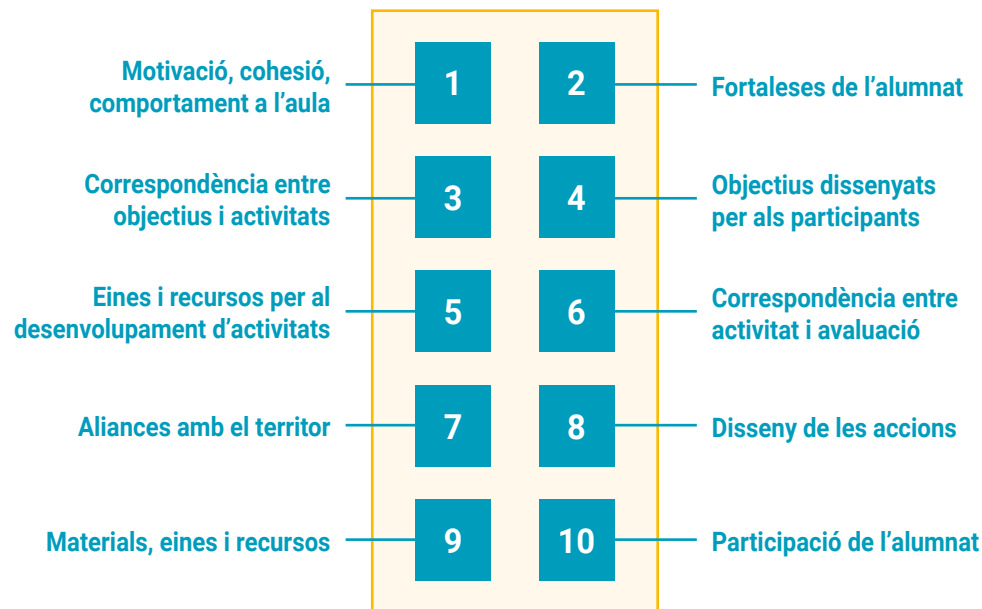 Motivació, cohesió,
comportament a l’aula
1
2
Fortaleses de l’alumnat
Correspondència entre
objectius i activitats
3
4
Objectius dissenyats
per als participants
Eines i recursos per al
desenvolupament d’activitats
5
6
Correspondència entre
activitat i avaluació
Aliances amb el territor
7
8
Disseny de les accions
Materials, eines i recursos
9
10
Participació de l’alumnat